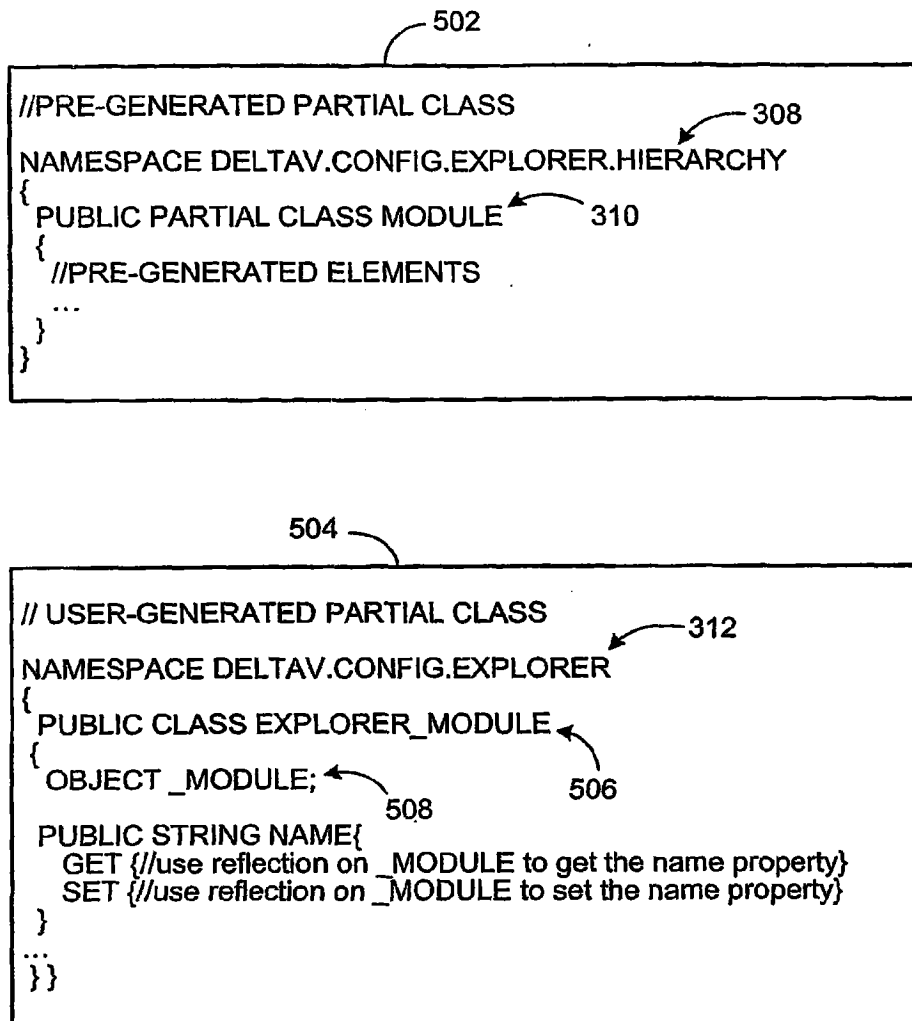 502
//PRE-GENERATED PARTIAL CLASS
308
NAMESPACE DELTAV.CONFIG.EXPLORER.HIERARCHY
{
PUBLIC PARTIAL CLASS MODULE
310
{
//PRE-GENERATED ELEMENTS
...
}
}
504
// USER-GENERATED PARTIAL CLASS
312
NAMESPACE DELTAV.CONFIG.EXPLORER
{
PUBLIC CLASS EXPLORER_MODULE
506
{
OBJECT _MODULE;
508
PUBLIC STRING NAME{
GET {//use reflection on _MODULE to get the name property}
SET {//use reflection on _MODULE to set the name property}
}
...
} }